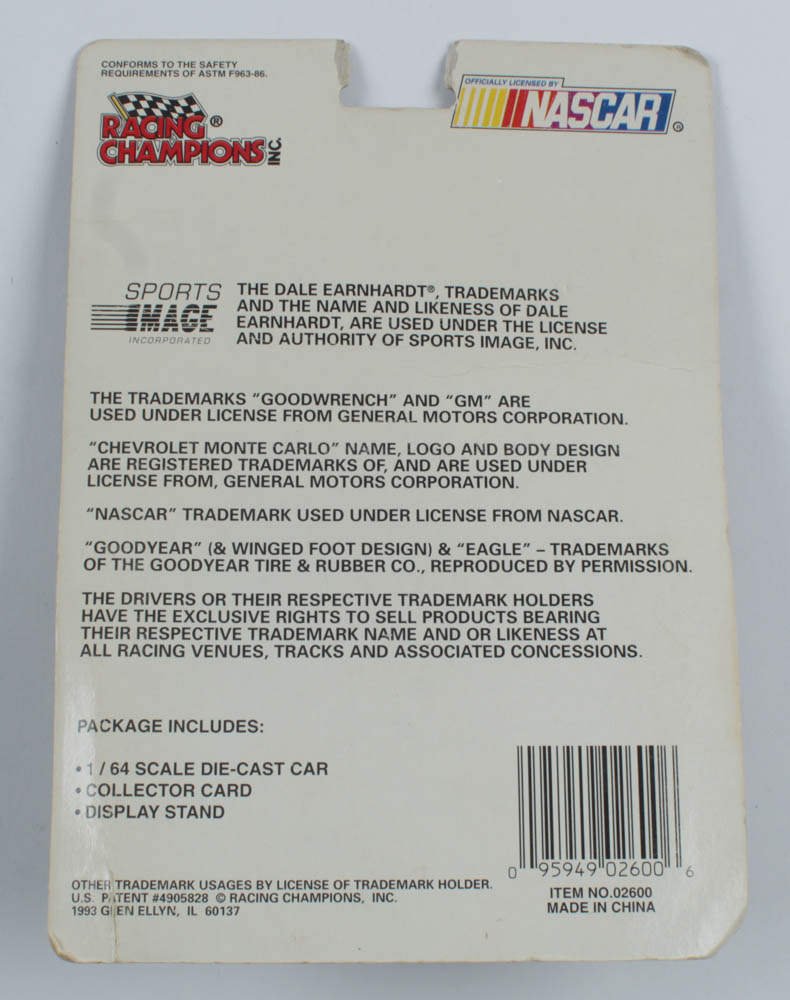 CONFORMS TO THE SAFETY
REQUIREMENTS OF ASTM F963-86.
RACING ®
CHAMPIONS INC.
OFFICIALLY LICENSED BY
NASCAR ®
SPORTS
IMAGE
INCORPORATED
THE DALE EARNHARDT®, TRADEMARKS
AND THE NAME AND LIKENESS OF DALE
EARNHARDT, ARE USED UNDER THE LICENSE
AND AUTHORITY OF SPORTS IMAGE, INC.
THE TRADEMARKS “GOODWRENCH” AND “GM” ARE
USED UNDER LICENSE FROM GENERAL MOTORS CORPORATION.
“CHEVROLET MONTE CARLO” NAME, LOGO AND BODY DESIGN
ARE REGISTERED TRADEMARKS OF, AND ARE USED UNDER
LICENSE FROM, GENERAL MOTORS CORPORATION.
“NASCAR” TRADEMARK USED UNDER LICENSE FROM NASCAR.
“GOODYEAR” (& WINGED FOOT DESIGN) & “EAGLE” – TRADEMARKS
OF THE GOODYEAR TIRE & RUBBER CO., REPRODUCED BY PERMISSION.
THE DRIVERS OR THEIR RESPECTIVE TRADEMARK HOLDERS
HAVE THE EXCLUSIVE RIGHTS TO SELL PRODUCTS BEARING
THEIR RESPECTIVE TRADEMARK NAME AND OR LIKENESS AT
ALL RACING VENUES, TRACKS AND ASSOCIATED CONCESSIONS.
PACKAGE INCLUDES:
• 1 / 64 SCALE DIE-CAST CAR
• COLLECTOR CARD
• DISPLAY STAND
OTHER TRADEMARK USAGES BY LICENSE OF TRADEMARK HOLDER.
U.S. PATENT #4905828 © RACING CHAMPIONS, INC.
1993 GLEN ELLYN, IL 60137
0 95949 02600 6
ITEM NO.02600
MADE IN CHINA